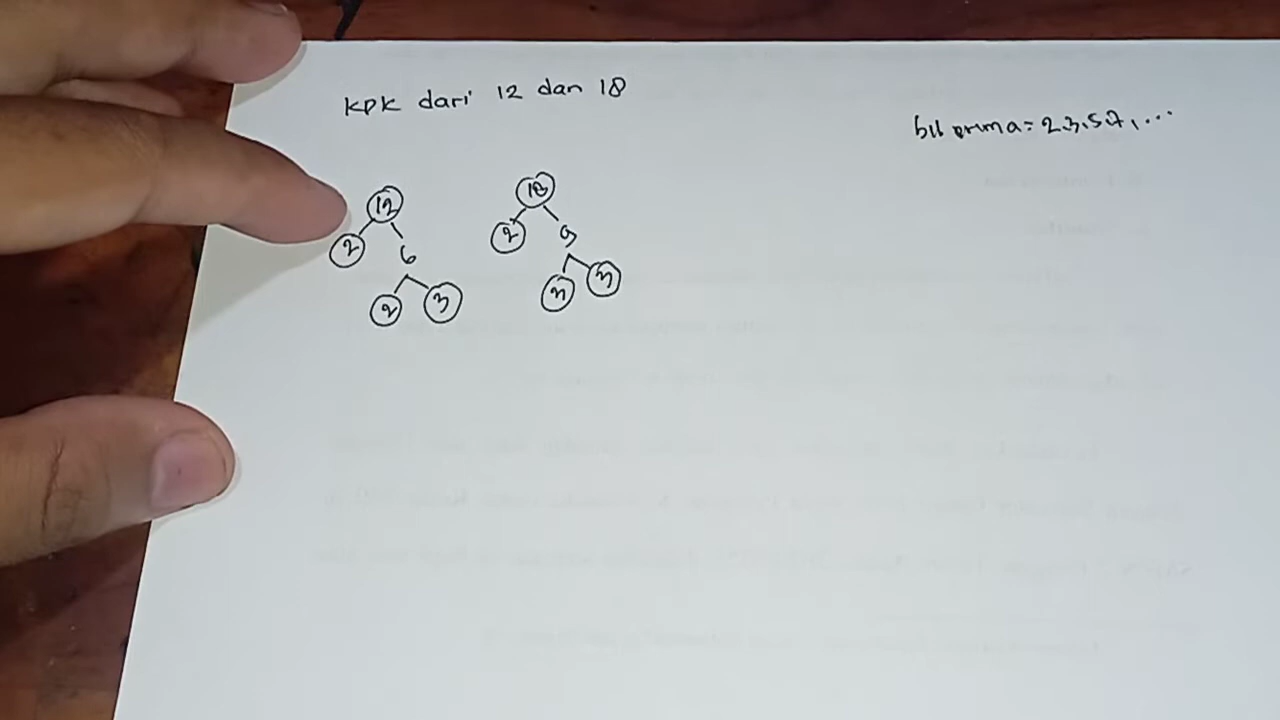 KPK dari 12 dan 18
bil prima = 2,3,5,7, ...
12 18
2 6 2 9
2 3 3 3